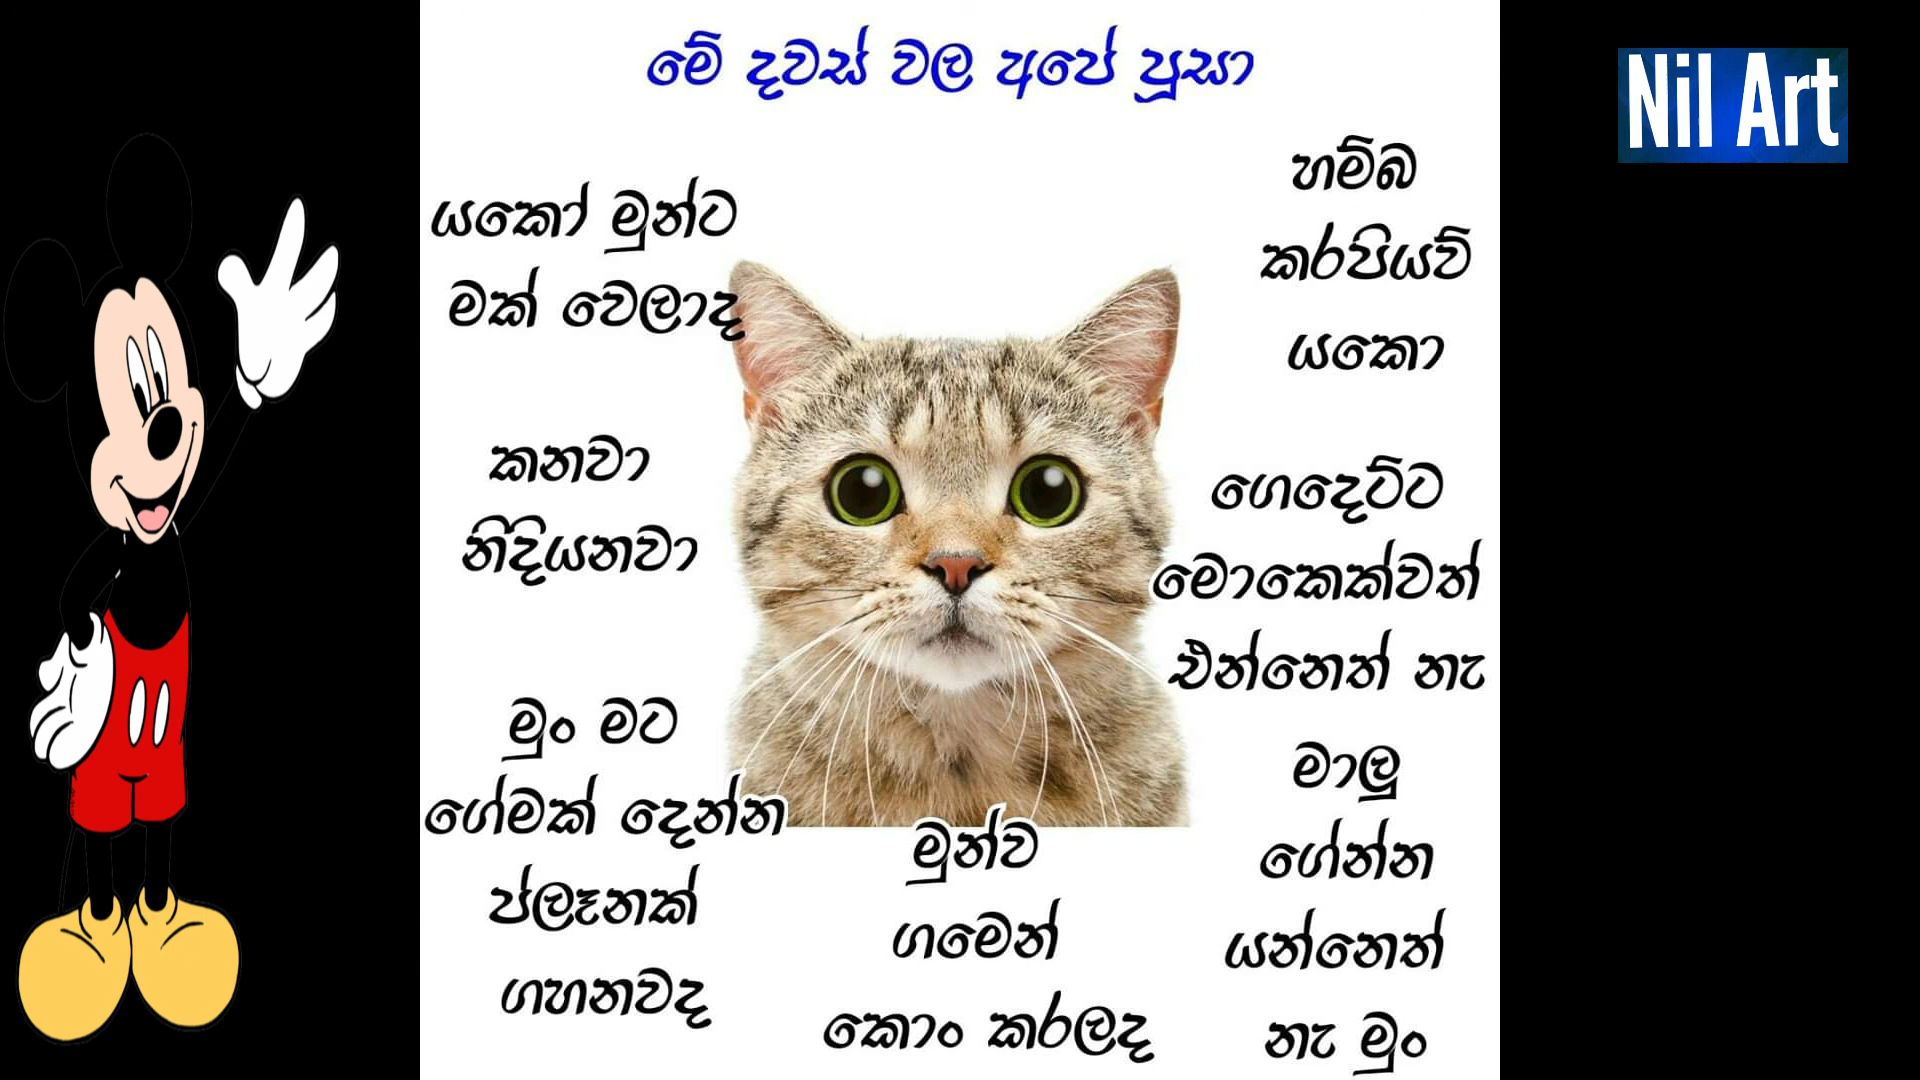 මේ දවස් වල අපේ පූසා
Nil Art
යකෝ මුන්ට
මක් වෙලාද
හම්බ
කරපියව්
යකො
කනවා
නිදියනවා
ගෙදෙට්ට
මොකෙක්වත්
එන්නෙත් නැ
මුං මට
ගේමක් දෙන්න
ප්ලෑනක්
ගහනවද
මුන්ව
ගමෙන්
කොං කරලද
මාලු
ගේන්න
යන්නෙත්
නැ මුං